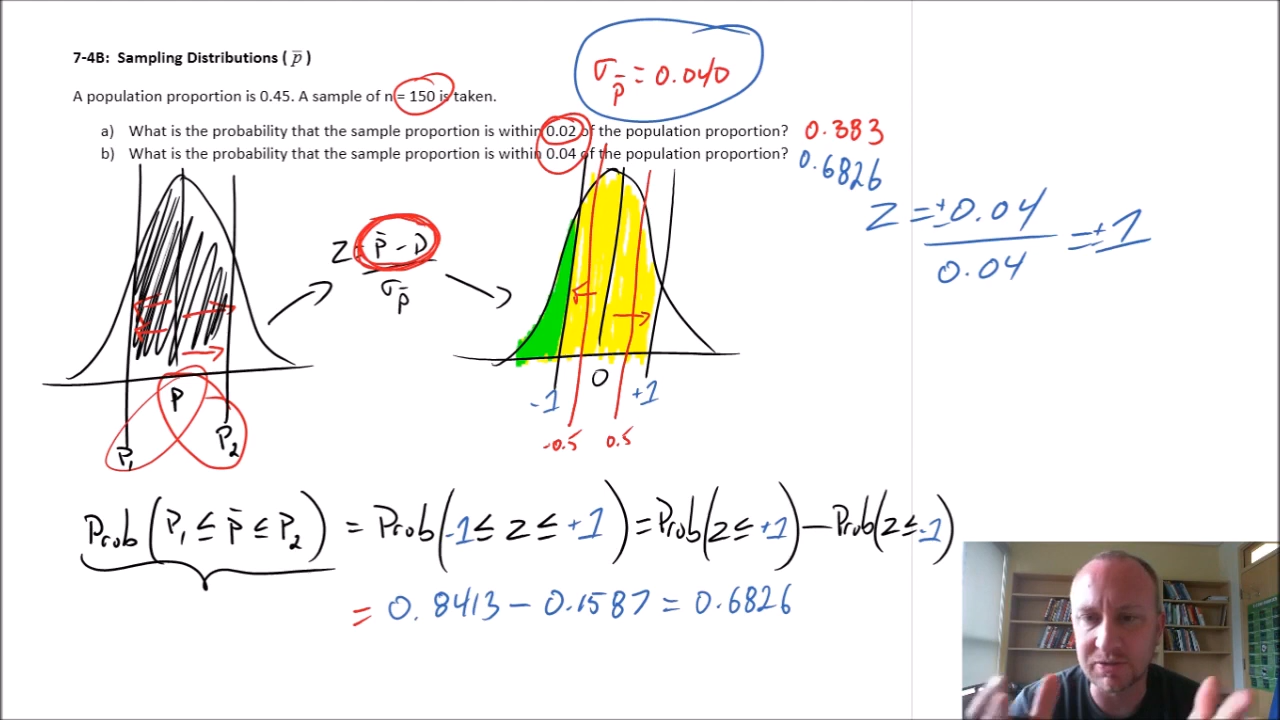 7-4B: Sampling Distributions ( p̄ )
σp̄ = 0.040
A population proportion is 0.45. A sample of n = 150 is taken.
a) What is the probability that the sample proportion is within 0.02 of the population proportion? 0.383
b) What is the probability that the sample proportion is within 0.04 of the population proportion? 0.6826
Z = ±0.04 / 0.04 = ±1
Z = p̄ - p / σp̄
P
P₁
P₂
0
-1
+1
-0.5
0.5
Prob(P₁ ≤ p̄ ≤ P₂) = Prob(-1 ≤ z ≤ +1) = Prob(z ≤ +1) – Prob(z ≤ -1)
= 0.8413 – 0.1587 = 0.6826